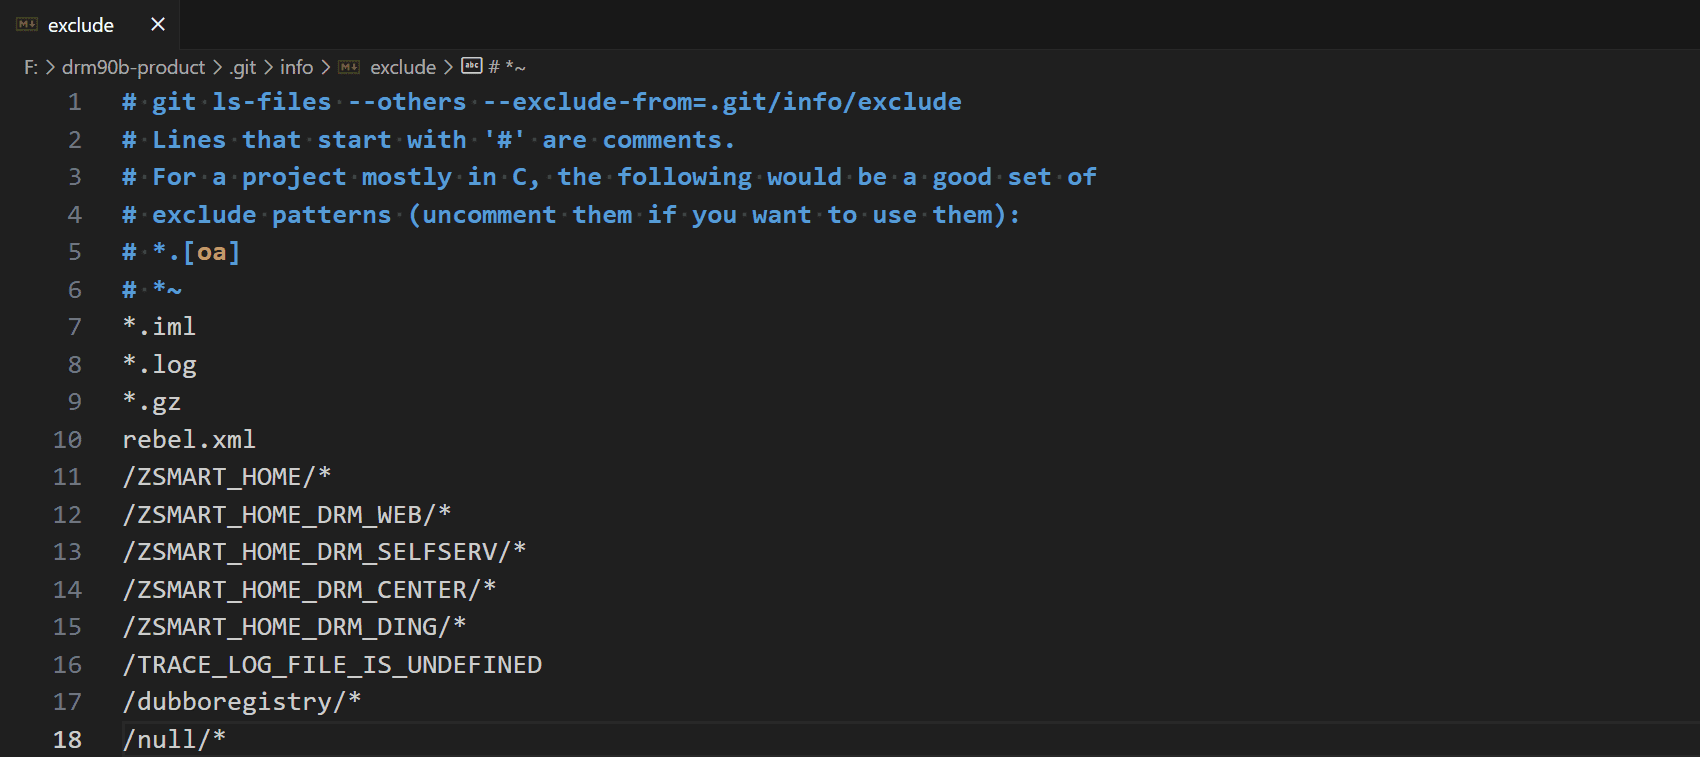 exclude
F: > drm90b-product > .git > info > exclude > abc # *~
1 # git ls-files --others --exclude-from=.git/info/exclude
2 # Lines that start with '#' are comments.
3 # For a project mostly in C, the following would be a good set of
4 # exclude patterns (uncomment them if you want to use them):
5 # *.[oa]
6 # *~
7 *.iml
8 *.log
9 *.gz
10 rebel.xml
11 /ZSMART_HOME/*
12 /ZSMART_HOME_DRM_WEB/*
13 /ZSMART_HOME_DRM_SELFSERV/*
14 /ZSMART_HOME_DRM_CENTER/*
15 /ZSMART_HOME_DRM_DING/*
16 /TRACE_LOG_FILE_IS_UNDEFINED
17 /dubboregistry/*
18 /null/*